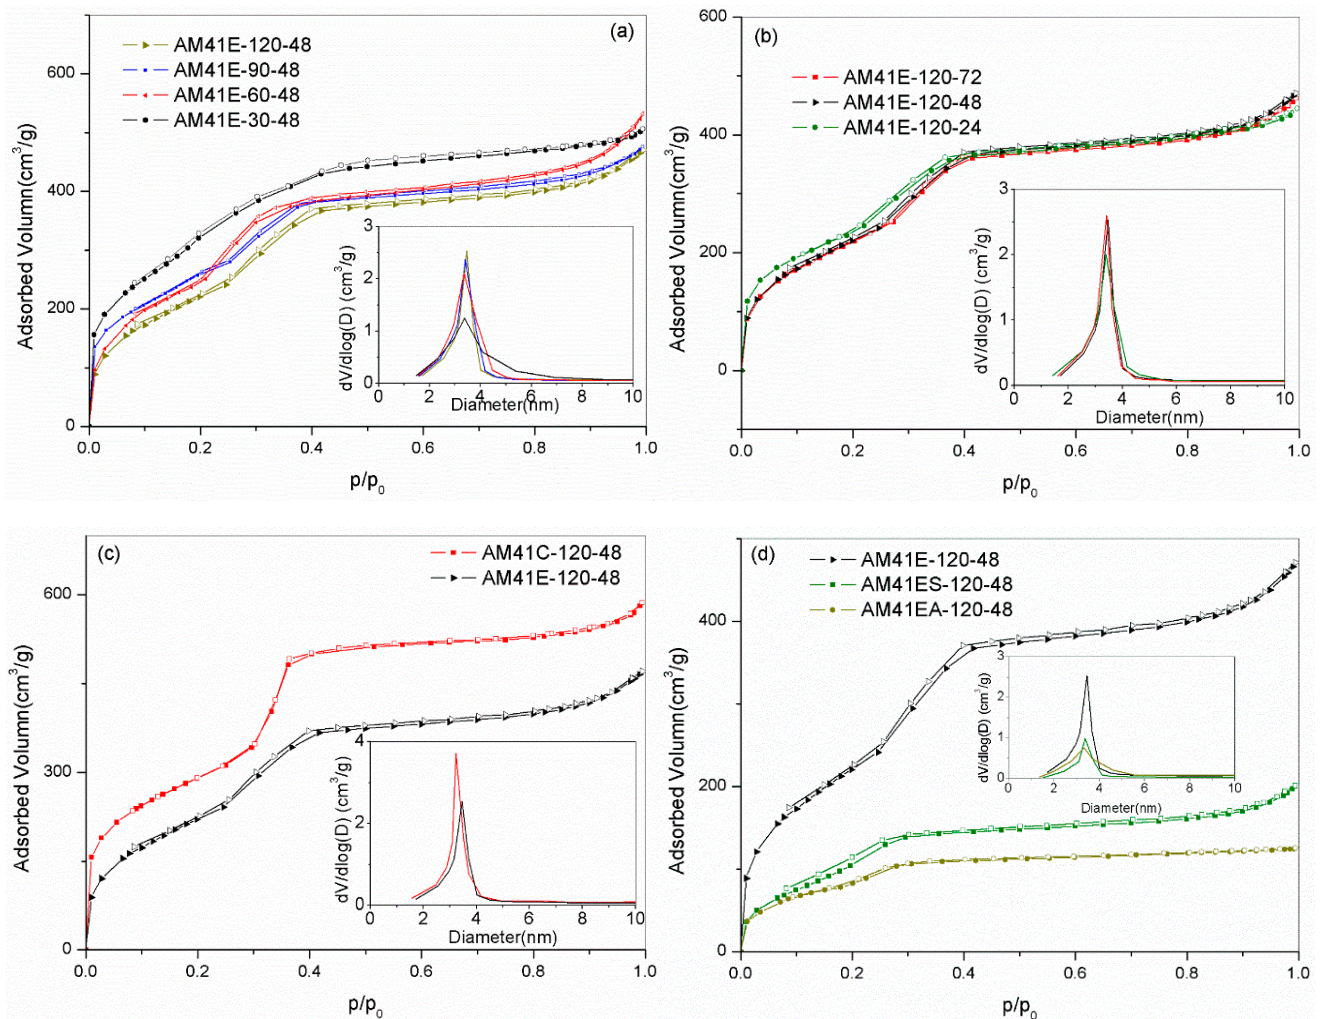 (a)
AM41E-120-48
AM41E-90-48
AM41E-60-48
AM41E-30-48
Adsorbed Volumn(cm³/g)
600
400
200
0
0.0 0.2 0.4 0.6 0.8 1.0
p/p₀
dV/dlog(D) (cm³/g)
3
2
1
0
0 2 4 6 8 10
Diameter(nm)
(b)
AM41E-120-72
AM41E-120-48
AM41E-120-24
Adsorbed Volumn(cm³/g)
600
400
200
0
0.0 0.2 0.4 0.6 0.8 1.0
p/p₀
dV/dlog(D) (cm³/g)
3
2
1
0
0 2 4 6 8 10
Diameter(nm)
(c)
AM41C-120-48
AM41E-120-48
Adsorbed Volumn(cm³/g)
600
300
0
0.0 0.2 0.4 0.6 0.8 1.0
p/p₀
dV/dlog(D) (cm³/g)
4
2
0
0 2 4 6 8 10
Diameter(nm)
(d)
AM41E-120-48
AM41ES-120-48
AM41EA-120-48
Adsorbed Volumn(cm³/g)
400
200
0
0.0 0.2 0.4 0.6 0.8 1.0
p/p₀
dV/dlog(D) (cm³/g)
3
2
1
0
0 2 4 6 8 10
Diameter(nm)